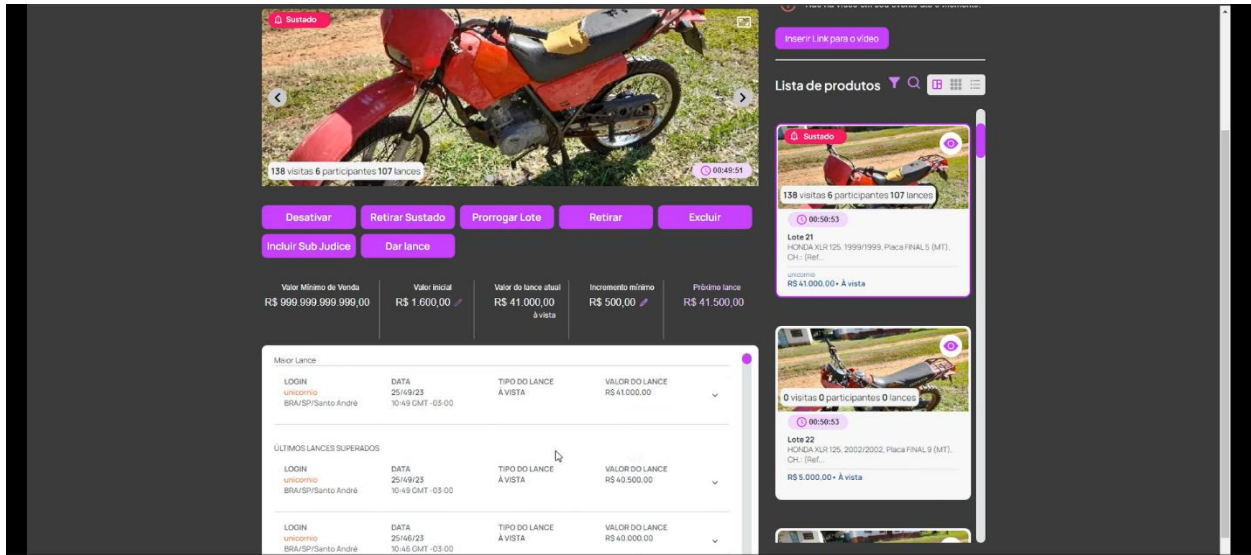 Sustado
138 visitas 6 participantes 107 lances
00:49:51
Desativar
Retirar Sustado
Prorrogar Lote
Retirar
Excluir
Incluir Sub Judice
Dar lance
Valor Mínimo de Venda
R$ 999.999.999.999,00
Valor inicial
R$ 1.600,00
Valor do lance atual
R$ 41.000,00
à vista
Incremento mínimo
R$ 500,00
Próximo lance
R$ 41.500,00
Maior Lance
LOGIN DATA TIPO DO LANCE VALOR DO LANCE
unicornio 25/49/23 À VISTA R$ 41.000,00
BRA/SP/Santo André 10:49 GMT -03:00
ÚLTIMOS LANCES SUPERADOS
LOGIN DATA TIPO DO LANCE VALOR DO LANCE
unicornio 25/49/23 À VISTA R$ 40.500,00
BRA/SP/Santo André 10:49 GMT -03:00
LOGIN DATA TIPO DO LANCE VALOR DO LANCE
unicornio 25/46/23 À VISTA R$ 40.000,00
BRA/SP/Santo André 10:46 GMT -03:00
Inserir Link para o vídeo
Lista de produtos
Sustado
138 visitas 6 participantes 107 lances
00:50:53
Lote 21
HONDA XLR 125, 1999/1999, Placa FINAL 5 (MT),
CH.: (Ref...
unicornio
R$ 41.000,00 • À vista
0 visitas 0 participantes 0 lances
00:50:53
Lote 22
HONDA XLR 125, 2002/2002, Placa FINAL 9 (MT),
CH.: (Ref...
R$ 5.000,00 • À vista